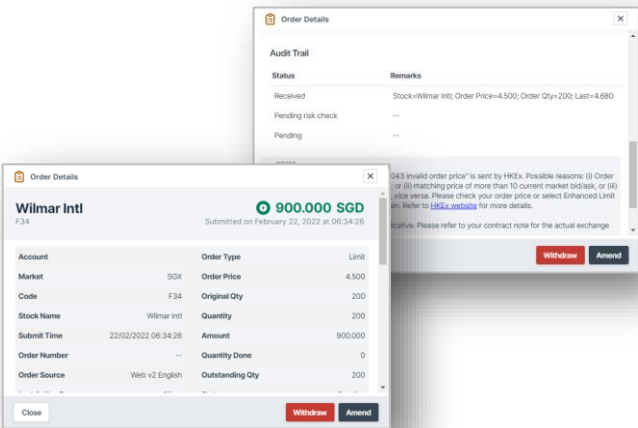 Order Details
Audit Trail
Status Remarks
Received Stock=Wilmar Intl; Order Price=4.500; Order Qty=200; Last=4.680
Pending risk check --
Pending --
043 invalid order price" is sent by HKEx. Possible reasons: (i) Order
or (ii) matching price of more than 10 current market bid/ask, or (iii)
vice versa. Please check your order price or select Enhanced Limit
Refer to HKEx website for more details.
Please refer to your contract note for the actual exchange
Withdraw Amend
Order Details
Wilmar Intl 900.000 SGD
F34 Submitted on February 22, 2022 at 06:34:26
Account Order Type Limit
Market SGX Order Price 4.500
Code F34 Original Qty 200
Stock Name Wilmar Intl Quantity 200
Submit Time 22/02/2022 06:34:26 Amount 900.000
Order Number -- Quantity Done 0
Order Source Web v2 English Outstanding Qty 200
Close Withdraw Amend